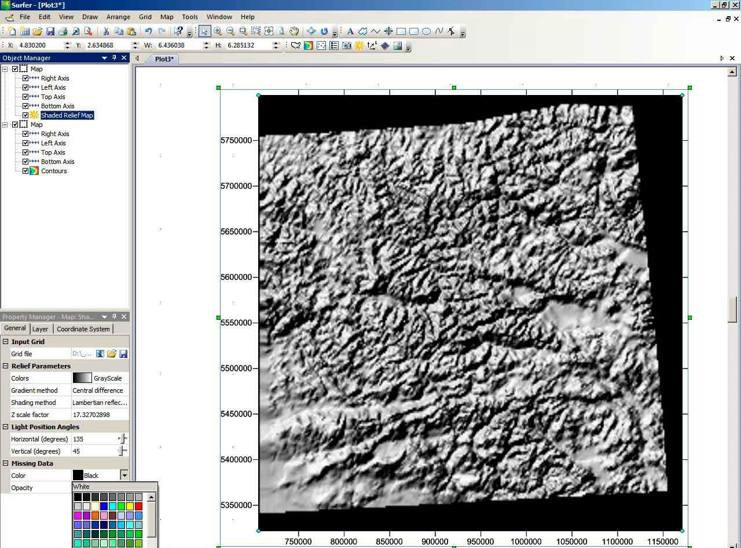 Surfer - [Plot3*]
File Edit View Draw Arrange Grid Map Tools Window Help
X: 4.830200 Y: 2.634868 W: 6.436038 H: 6.285132
Object Manager
Plot3*
Map
Right Axis
Left Axis
Top Axis
Bottom Axis
Shaded Relief Map
Map
Right Axis
Left Axis
Top Axis
Bottom Axis
Contours
Property Manager - Map: Sha...
General Layer Coordinate System
Input Grid
Grid file D:\_...
Relief Parameters
Colors GrayScale
Gradient method Central difference
Shading method Lambertian reflec...
Z scale factor 17.32702898
Light Position Angles
Horizontal (degrees) 135
Vertical (degrees) 45
Missing Data
Color Black
Opacity
White
5750000
5700000
5650000
5600000
5550000
5500000
5450000
5400000
5350000
750000 800000 850000 900000 950000 1000000 1050000 1100000 1150000